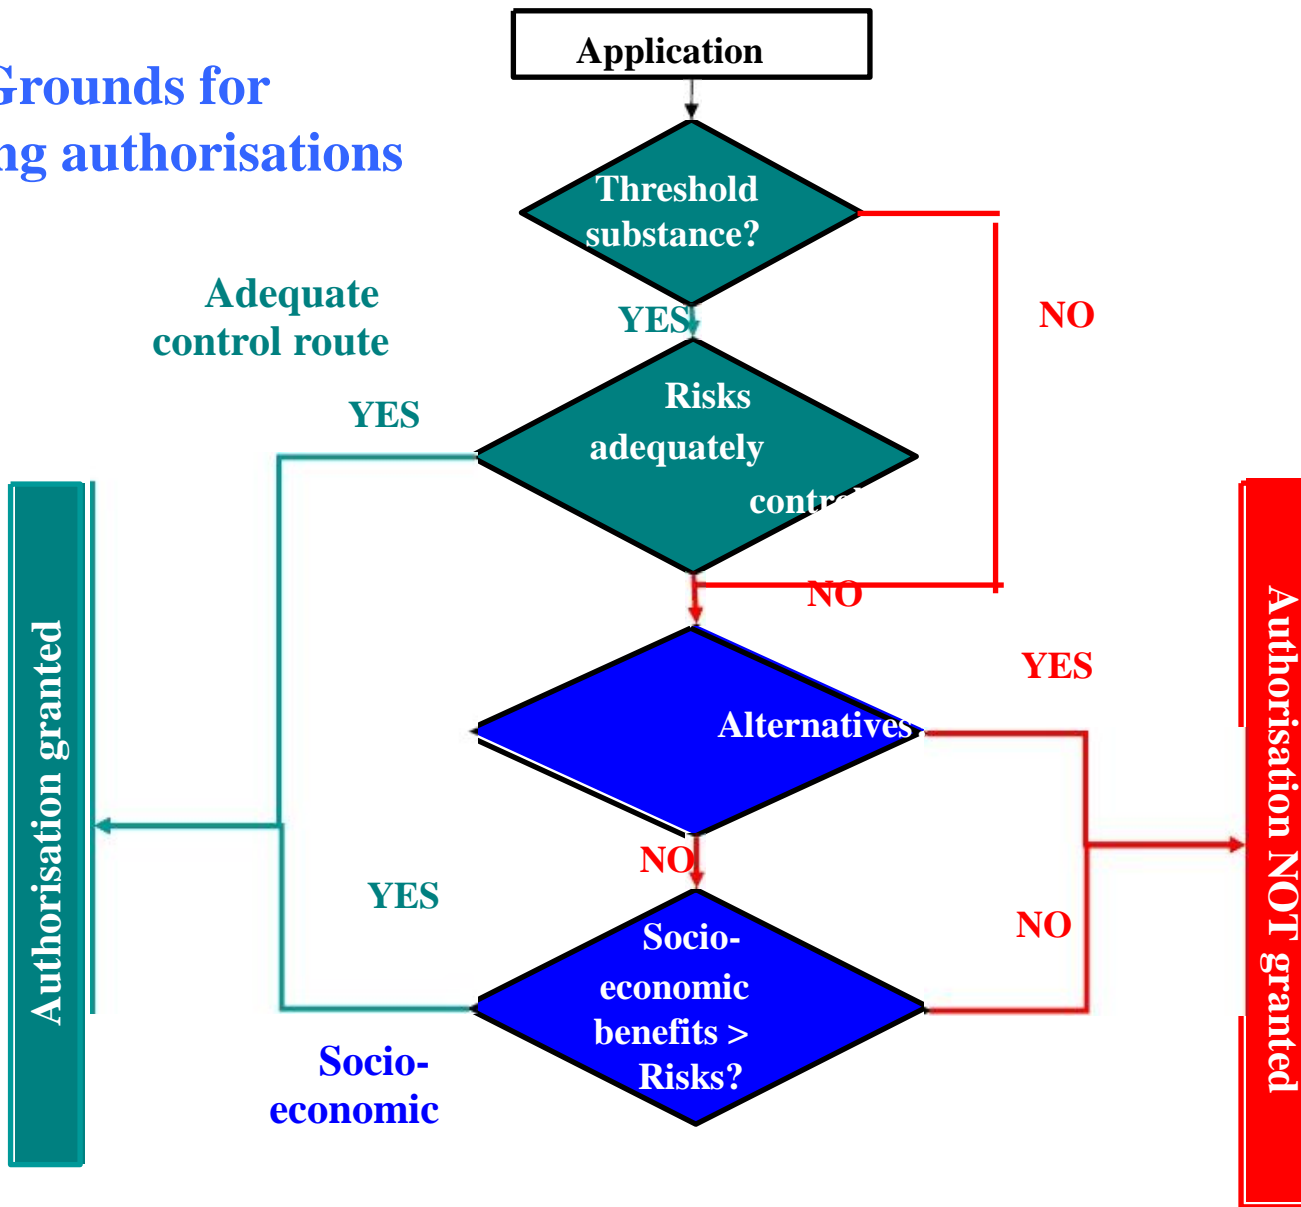 Application
Grounds for
ng authorisations
Threshold
substance?
Adequate
control route
YES
NO
YES
Risks
adequately
control
NO
YES
Alternatives
NO
YES
NO
Socio-
economic
benefits >
Risks?
Socio-
economic
Authorisation granted
Authorisation NOT granted